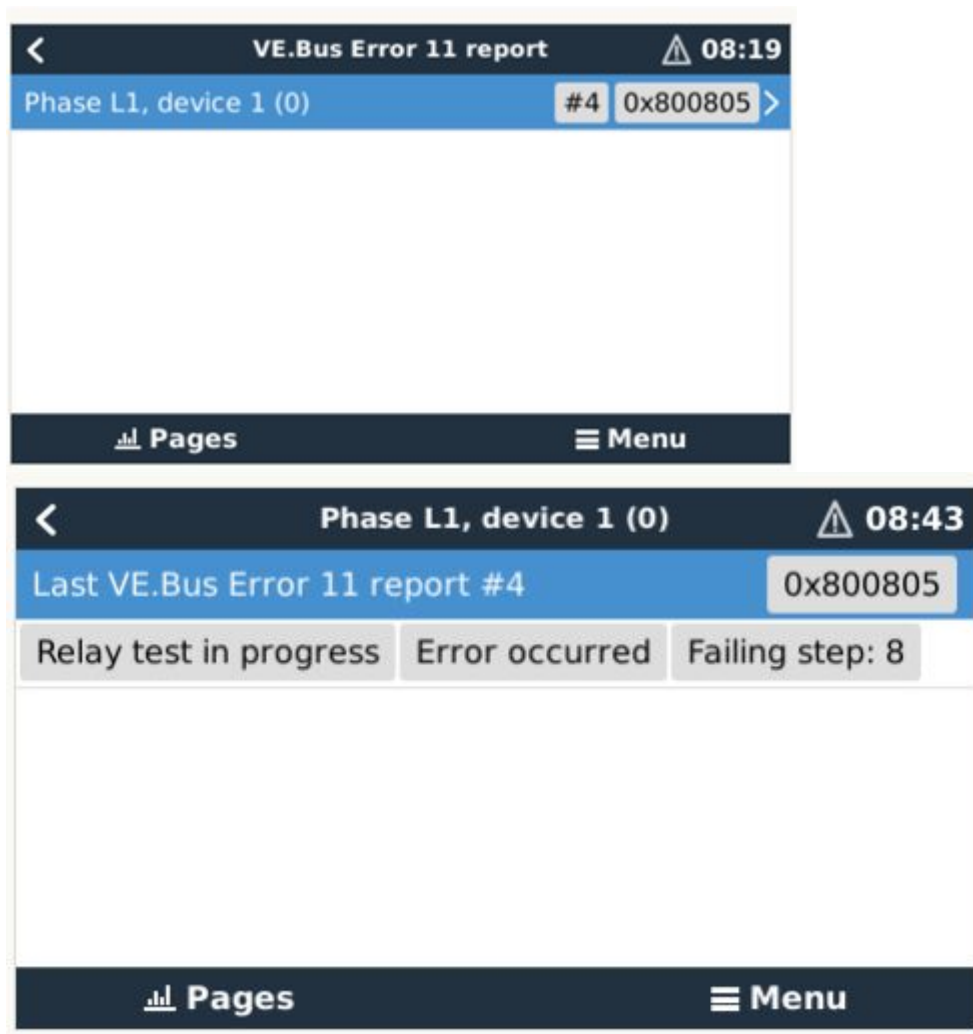 VE.Bus Error 11 report 08:19
Phase L1, device 1 (0) #4 0x800805
Pages Menu
Phase L1, device 1 (0) 08:43
Last VE.Bus Error 11 report #4 0x800805
Relay test in progress Error occurred Failing step: 8
Pages Menu